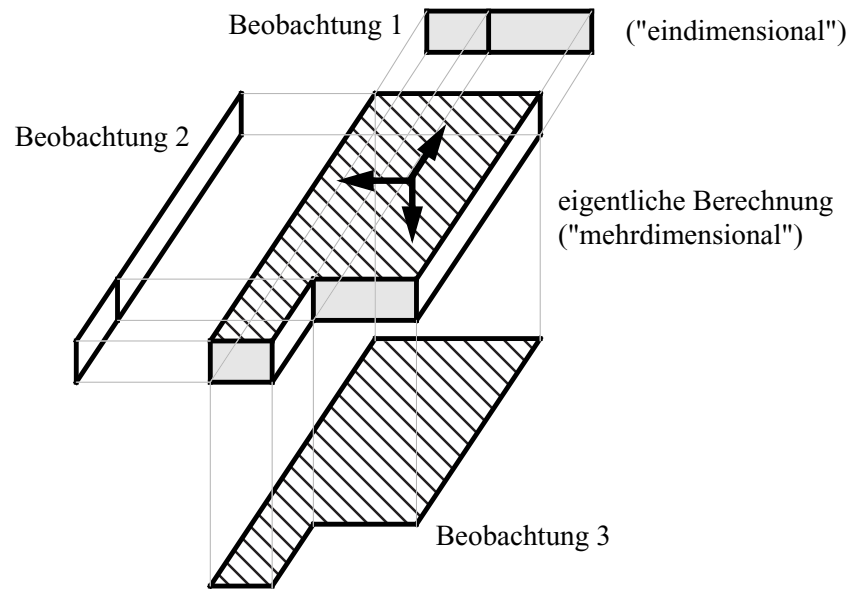 Beobachtung 1
("eindimensional")
Beobachtung 2
eigentliche Berechnung
("mehrdimensional")
Beobachtung 3